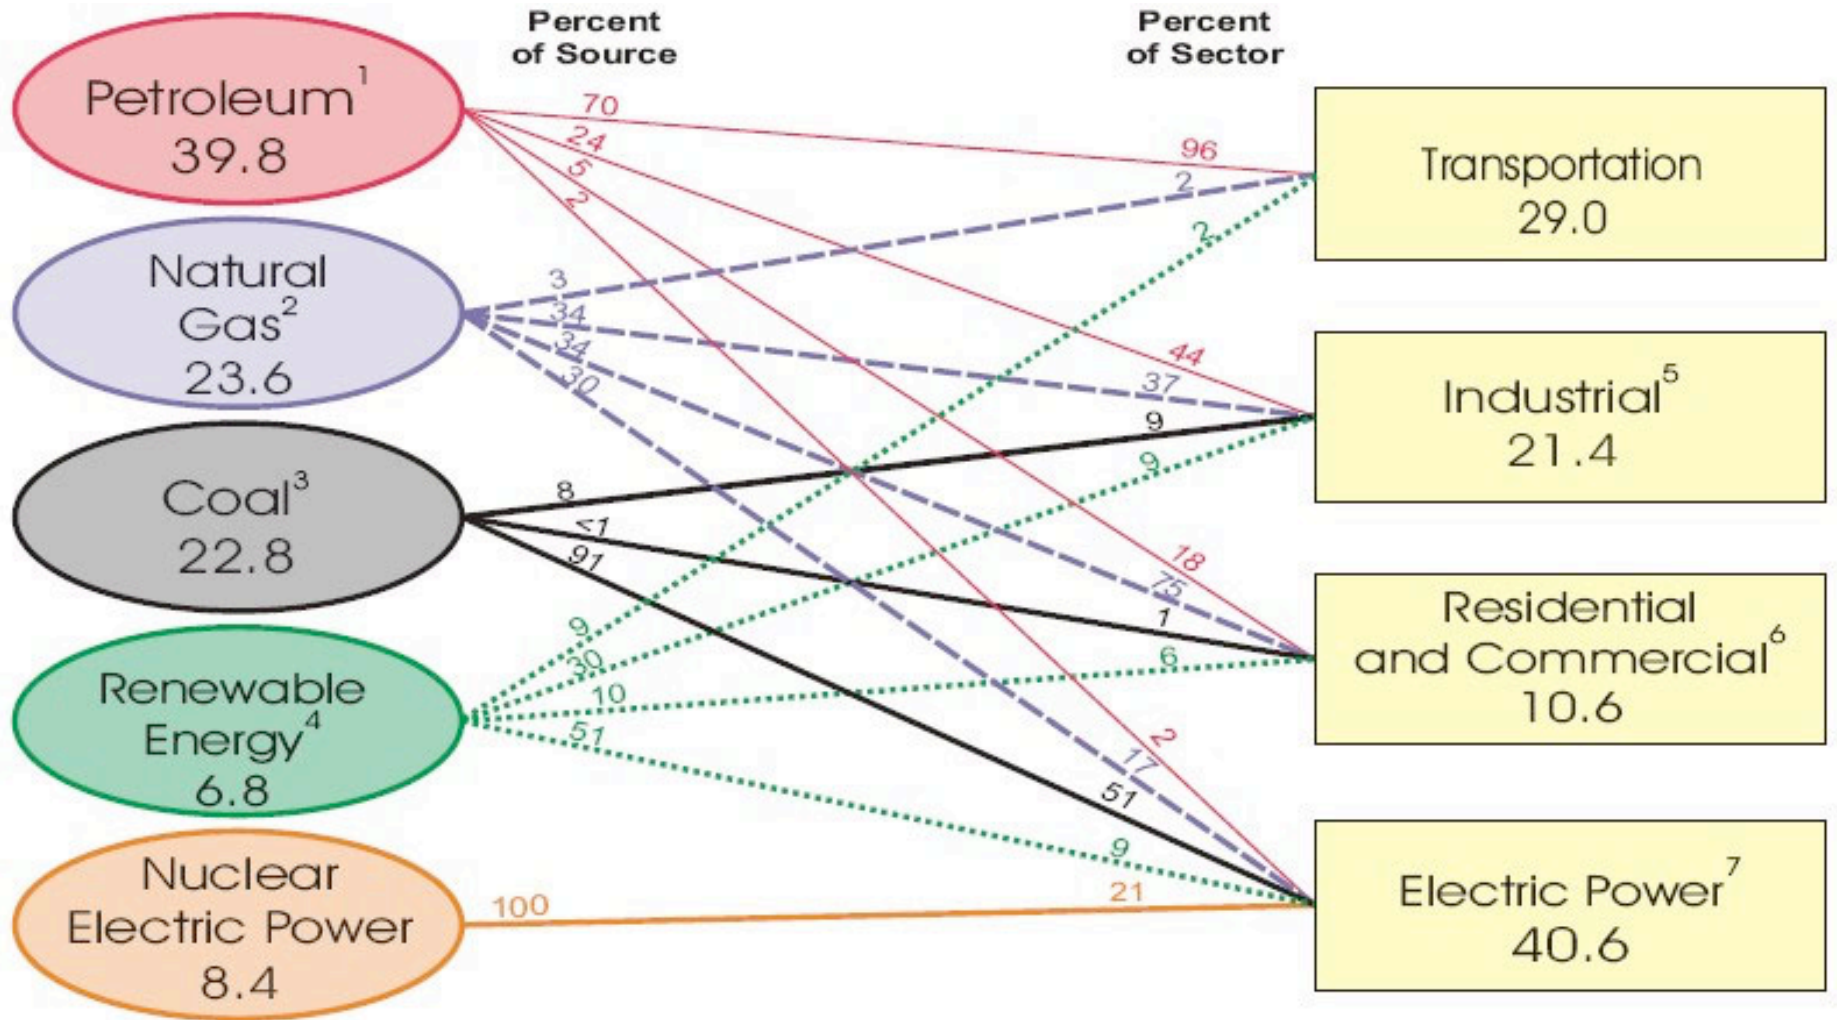 Percent
of Source
Percent
of Sector
Petroleum¹
39.8
Natural
Gas²
23.6
Coal³
22.8
Renewable
Energy⁴
6.8
Nuclear
Electric Power
8.4
70
24
5
2
3
34
34
30
8
<1
91
9
30
10
51
100
96
2
2
44
37
9
9
18
75
1
6
2
17
51
9
21
Transportation
29.0
Industrial⁵
21.4
Residential
and Commercial⁶
10.6
Electric Power⁷
40.6